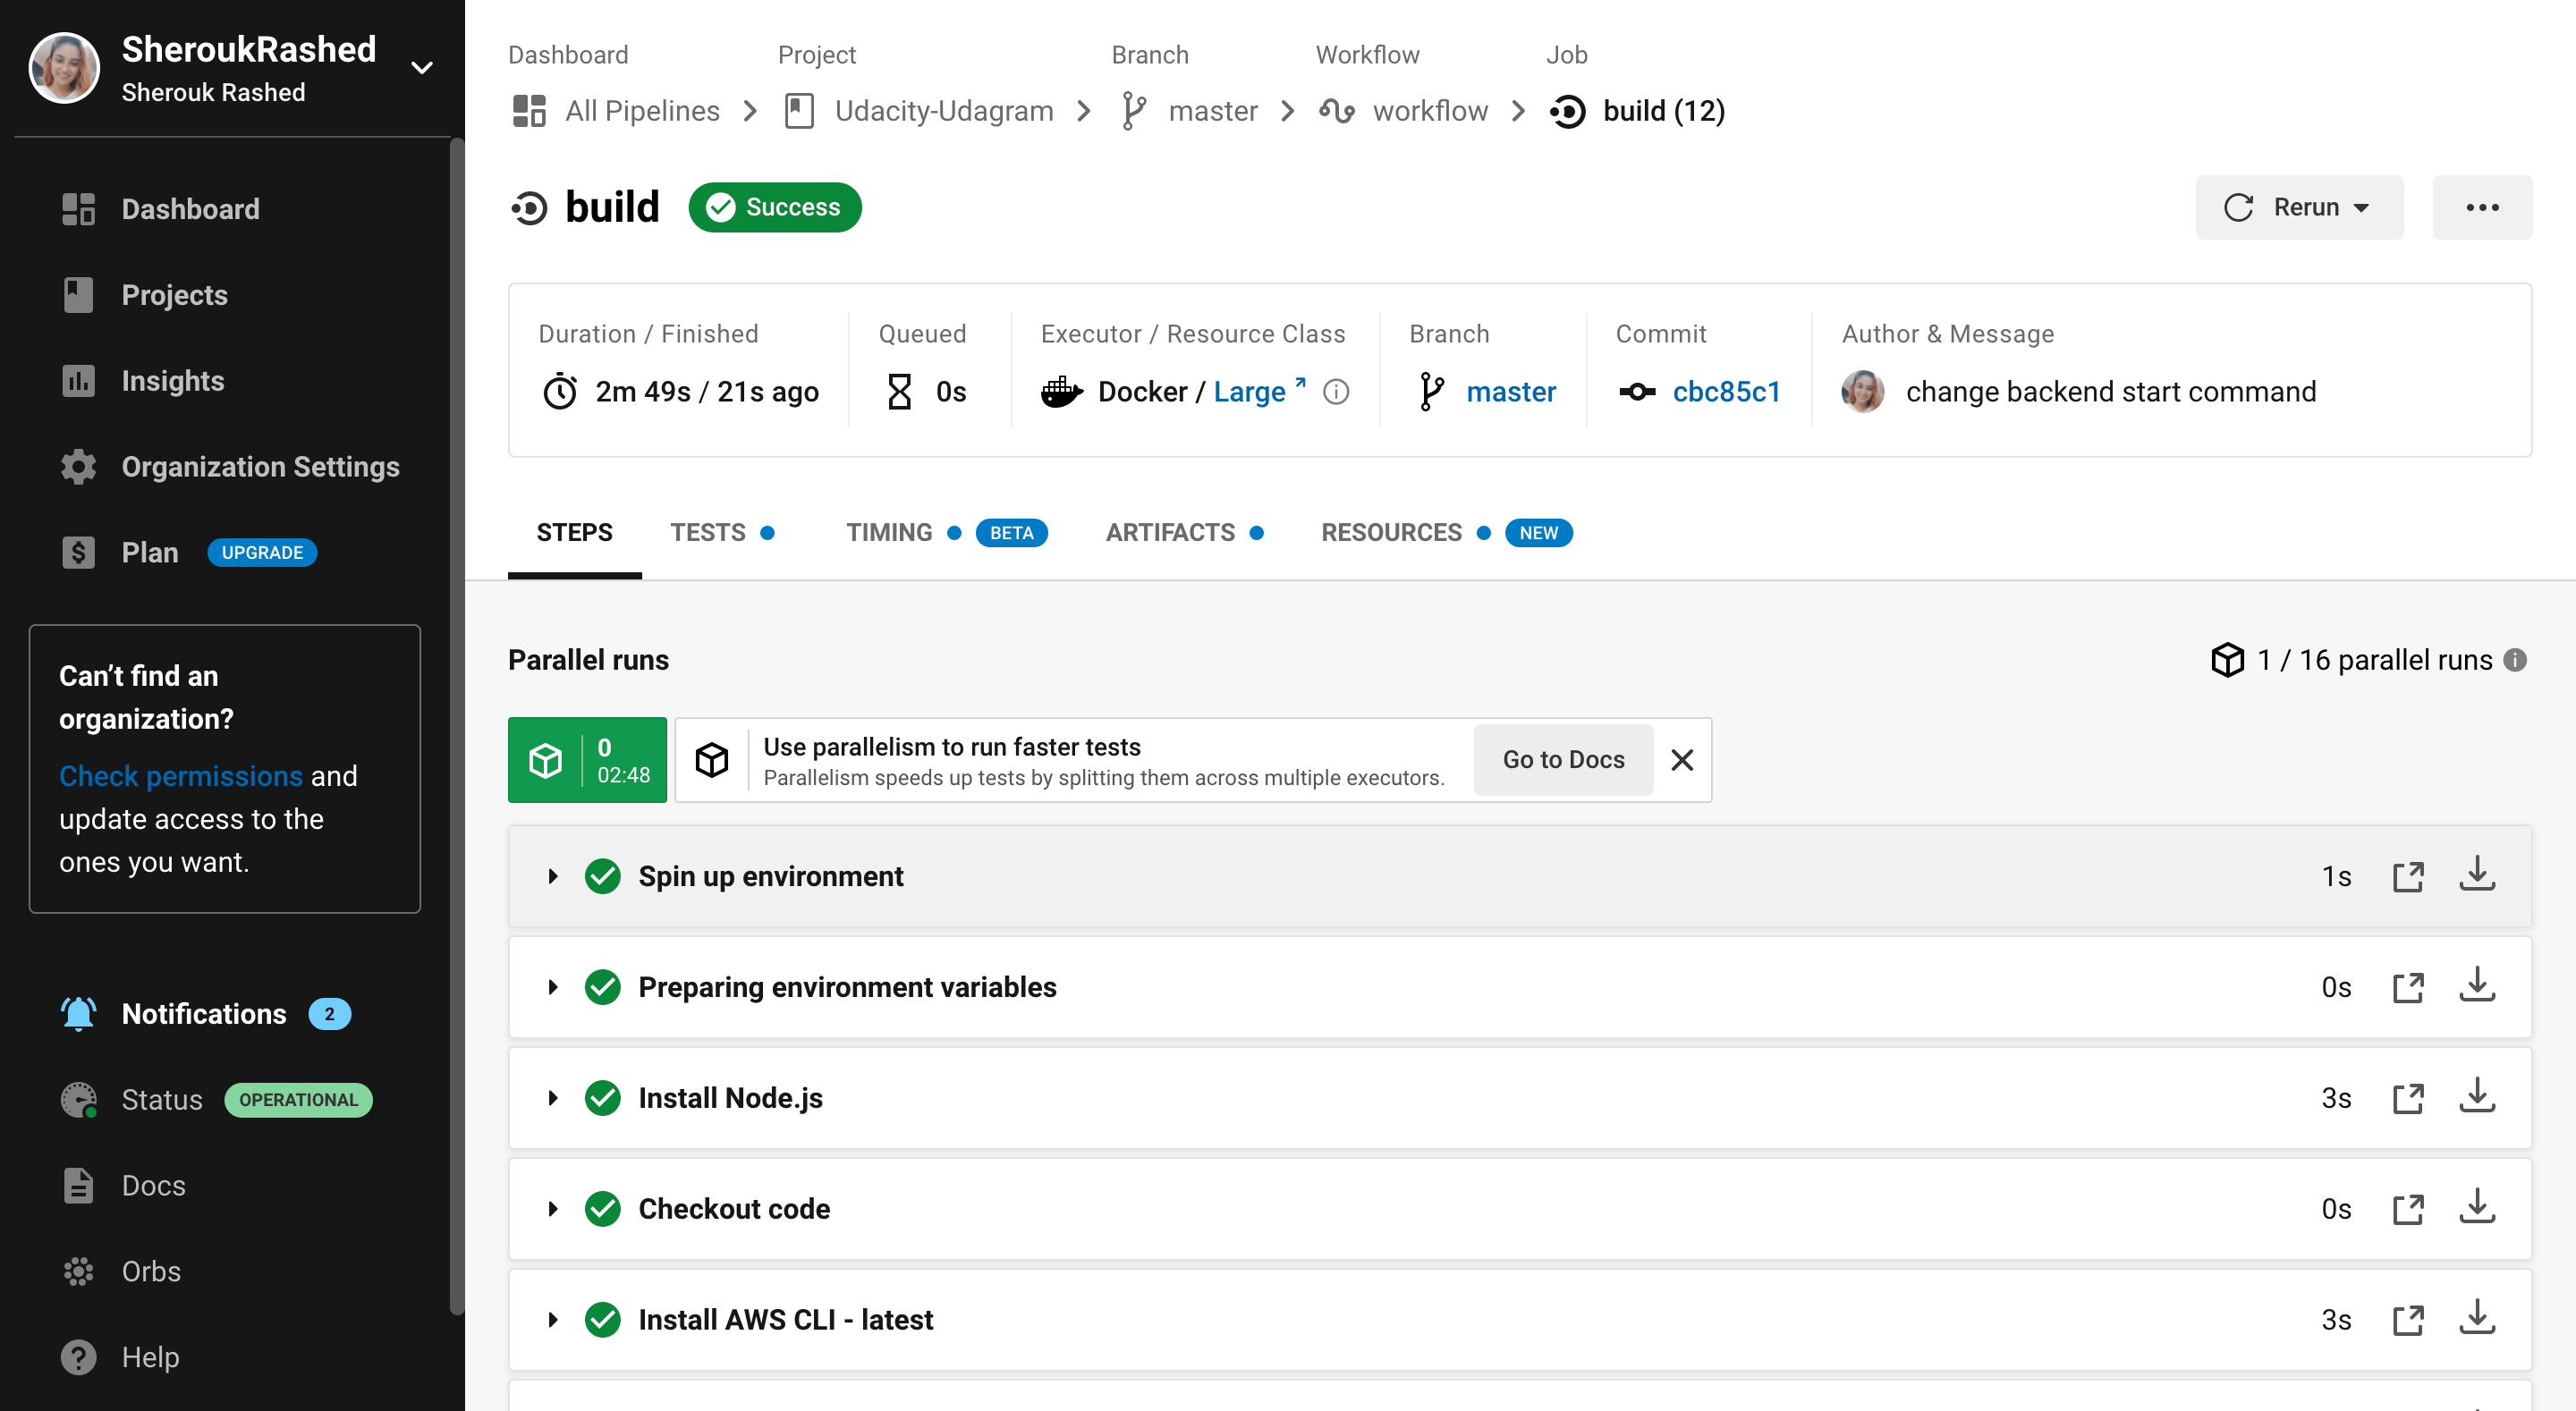 SheroukRashed
Sherouk Rashed
Dashboard
Projects
Insights
Organization Settings
Plan UPGRADE
Can’t find an
organization?
Check permissions and
update access to the
ones you want.
Notifications 2
Status OPERATIONAL
Docs
Orbs
Help
Dashboard Project Branch Workflow Job
All Pipelines Udacity-Udagram master workflow build (12)
build Success
Rerun
Duration / Finished Queued Executor / Resource Class Branch Commit Author & Message
2m 49s / 21s ago 0s Docker / Large master cbc85c1 change backend start command
STEPS TESTS TIMING BETA ARTIFACTS RESOURCES NEW
Parallel runs 1 / 16 parallel runs
0
02:48
Use parallelism to run faster tests
Parallelism speeds up tests by splitting them across multiple executors.
Go to Docs
Spin up environment 1s
Preparing environment variables 0s
Install Node.js 3s
Checkout code 0s
Install AWS CLI - latest 3s